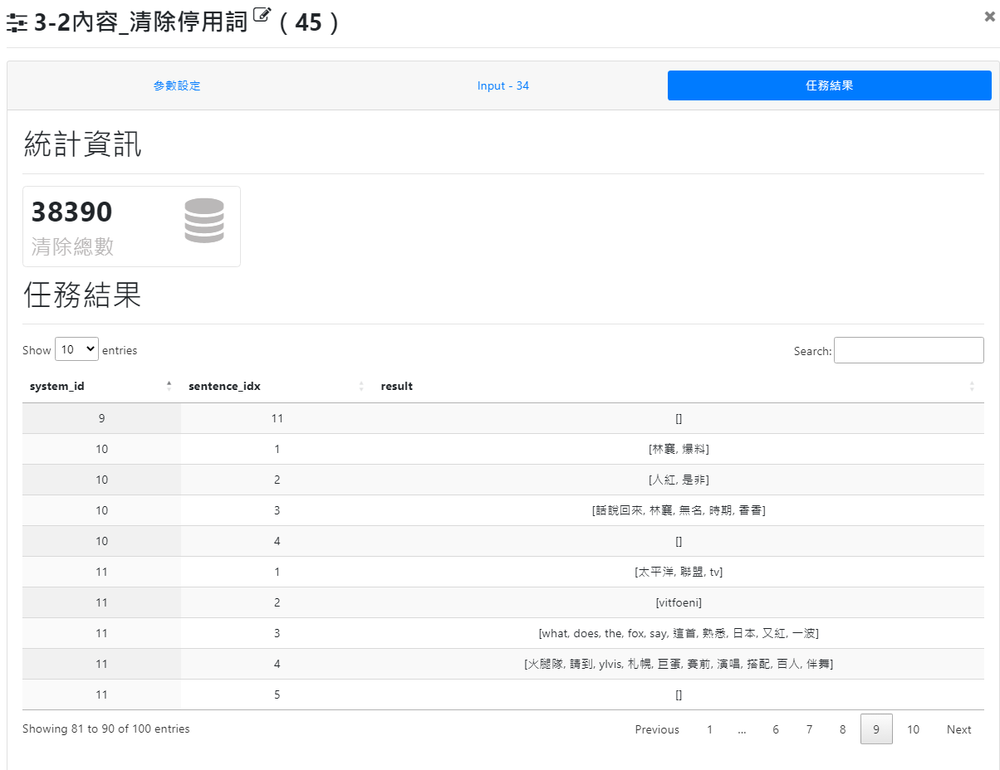 3-2內容_清除停用詞 ( 45 )
參數設定 Input - 34 任務結果
統計資訊
38390
清除總數
任務結果
Show 10 entries Search:
system_id sentence_idx result
9 11 []
10 1 [林襄, 爆料]
10 2 [人紅, 是非]
10 3 [話說回來, 林襄, 無名, 時期, 香香]
10 4 []
11 1 [太平洋, 聯盟, tv]
11 2 [vitfoeni]
11 3 [what, does, the, fox, say, 這首, 熟悉, 日本, 又紅, 一波]
11 4 [火腿隊, 請到, ylvis, 札幌, 巨蛋, 賽前, 演唱, 搭配, 百人, 伴舞]
11 5 []
Showing 81 to 90 of 100 entries Previous 1 ... 6 7 8 9 10 Next